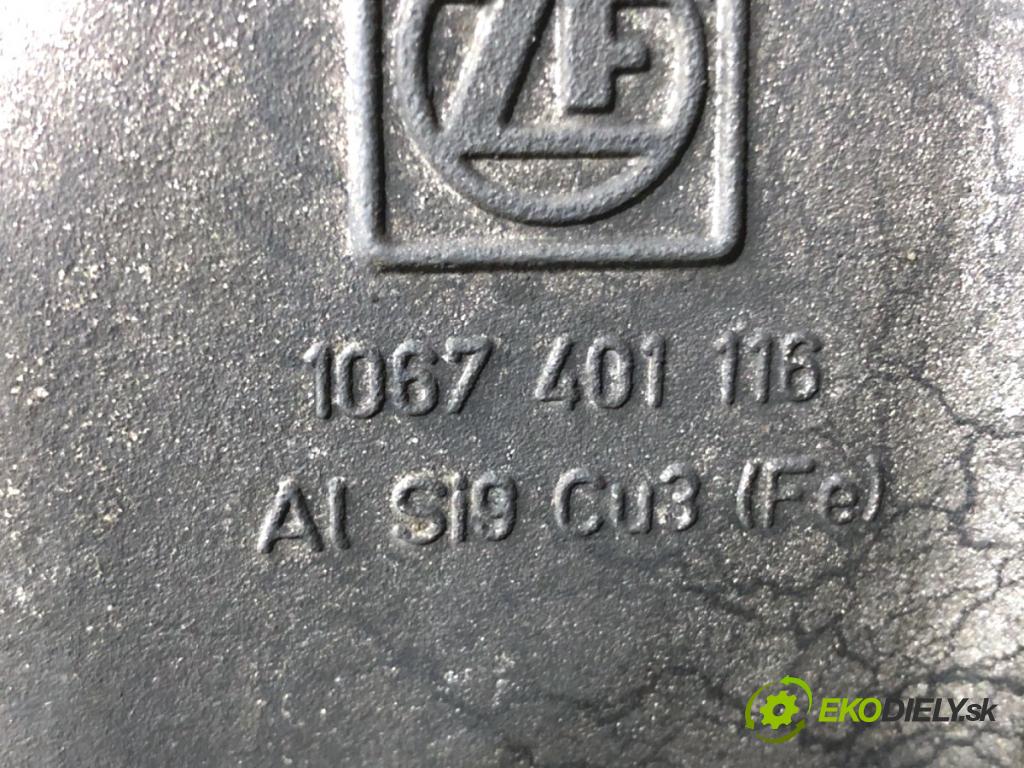 ZF
1067 401 116
Al Si9 Cu3 (Fe)
EKODIELY.sk